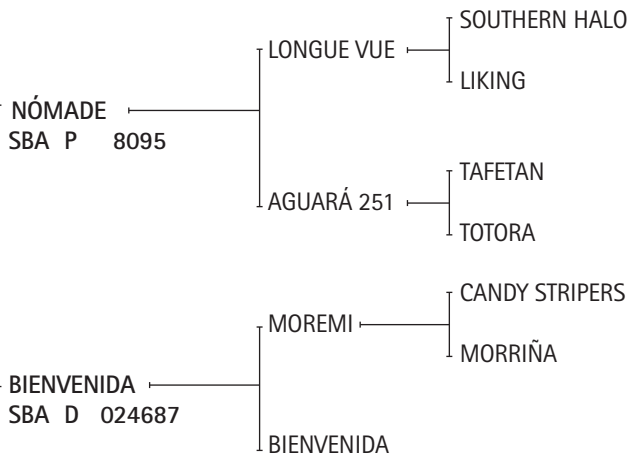 SOUTHERN HALO
LONGUE VUE
LIKING
NÓMADE
SBA P 8095
TAFETAN
AGUARÁ 251
TOTORA
CANDY STRIPERS
MOREMI
MORRIÑA
BIENVENIDA
SBA D 024687
BIENVENIDA